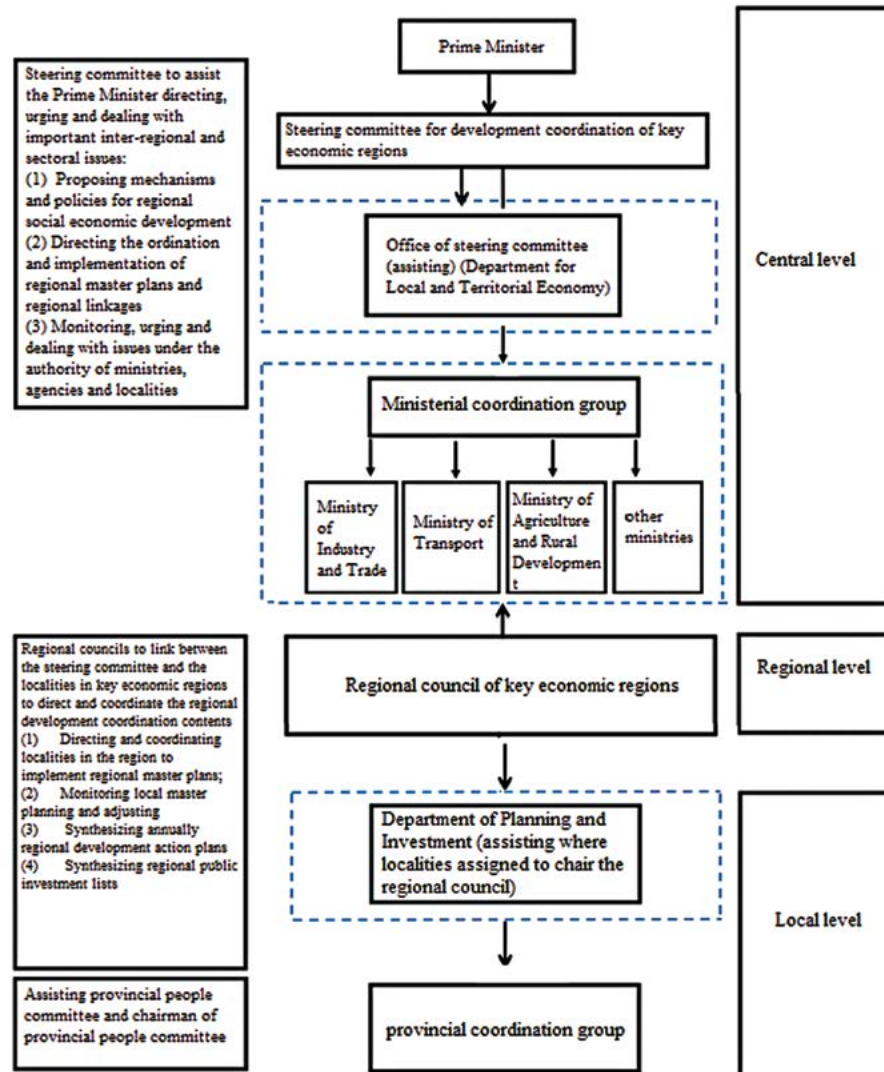 Prime Minister
Steering committee to assist
the Prime Minister directing,
urging and dealing with
important inter-regional and
sectoral issues:
(1) Proposing mechanisms
and policies for regional
social economic development
(2) Directing the ordination
and implementation of
regional master plans and
regional linkages
(3) Monitoring, urging and
dealing with issues under the
authority of ministries,
agencies and localities
Steering committee for development coordination of key
economic regions
Office of steering committee
(assisting) (Department for
Local and Territorial Economy)
Central level
Ministerial coordination group
Ministry
of
Industry
and Trade
Ministry of
Transport
Ministry of
Agriculture
and Rural
Developmen
t
other
ministries
Regional councils to link between
the steering committee and the
localities in key economic regions
to direct and coordinate the regional
development coordination contents
(1) Directing and coordinating
localities in the region to
implement regional master plans;
(2) Monitoring local master
planning and adjusting
(3) Synthesizing annually
regional development action plans
(4) Synthesizing regional public
investment lists
Regional council of key economic regions
Regional level
Department of Planning and
Investment (assisting where
localities assigned to chair the
regional council)
Local level
Assisting provincial people
committee and chairman of
provincial people committee
provincial coordination group